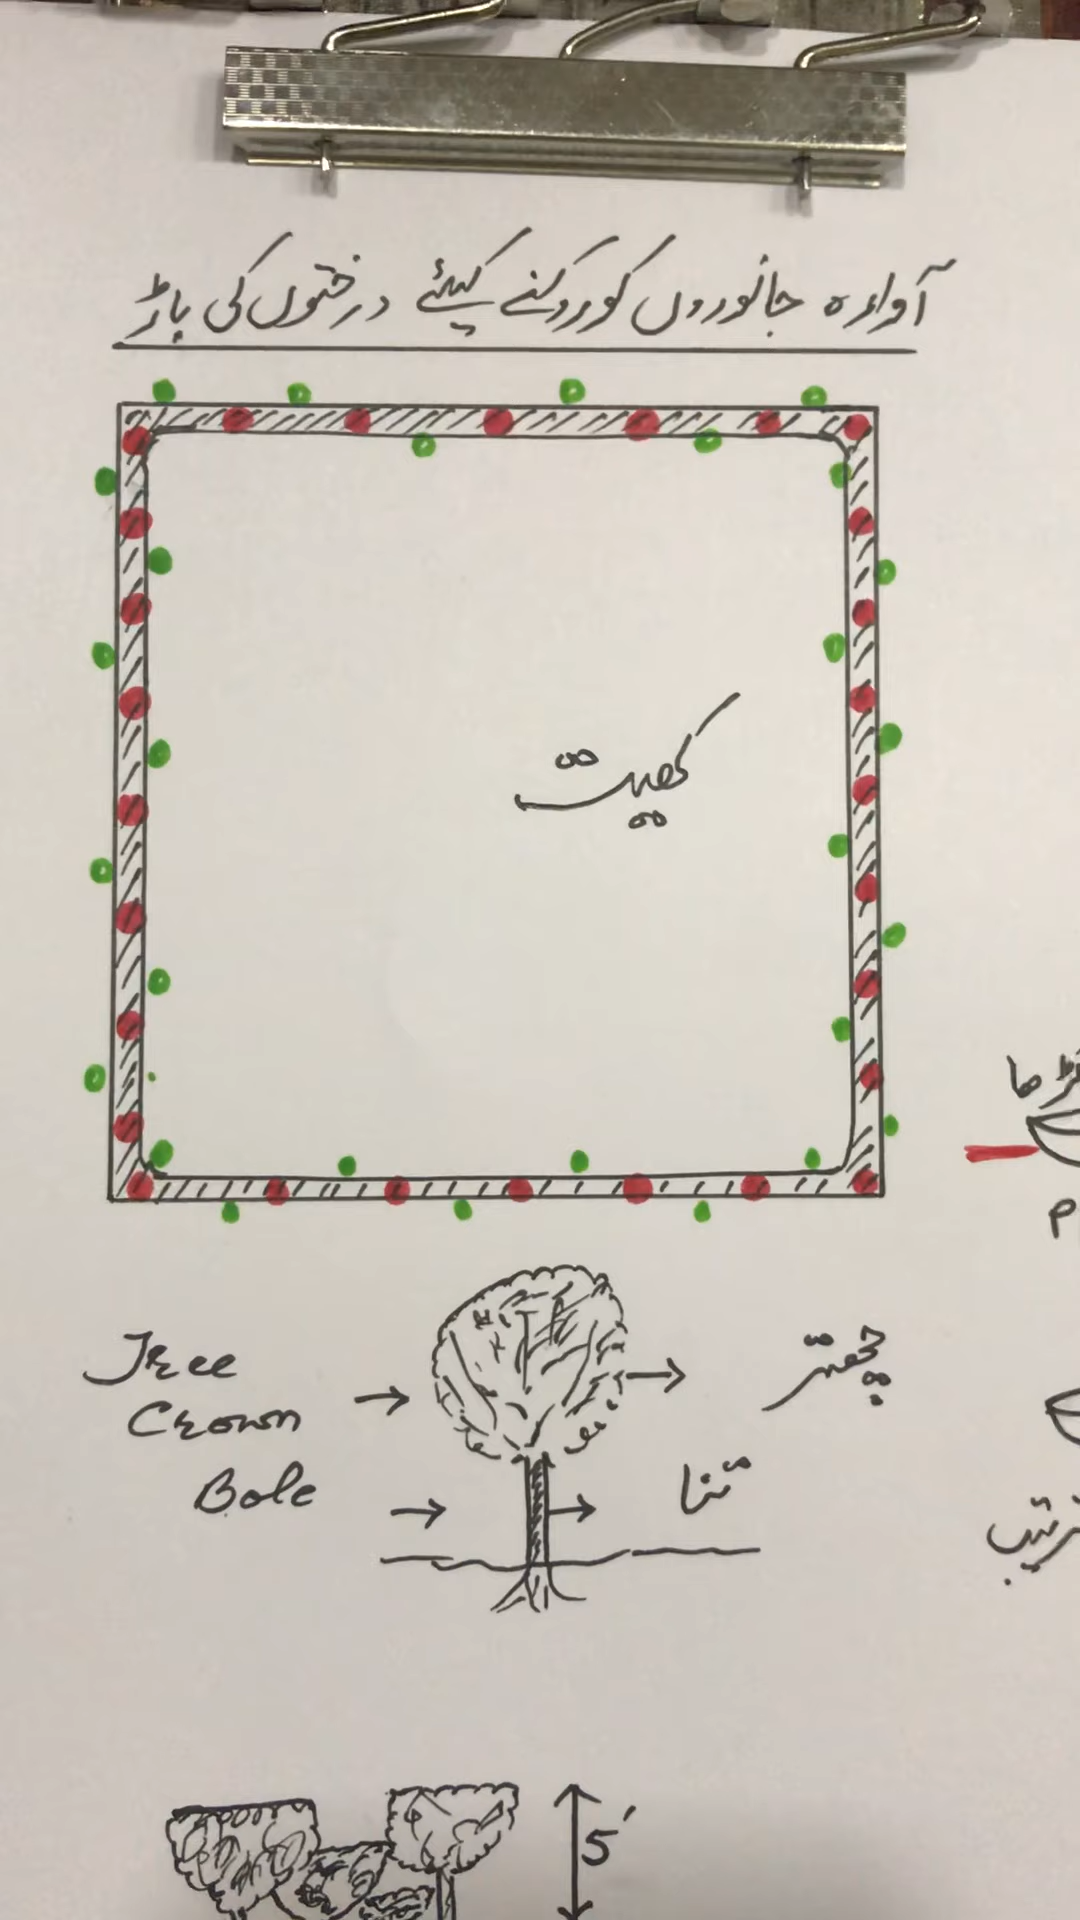 آوارہ جانوروں کو روکنے کیلئے درختوں کی باڑ
کھیت
Tree
Crown
چھتر
Bole
تنا
5'